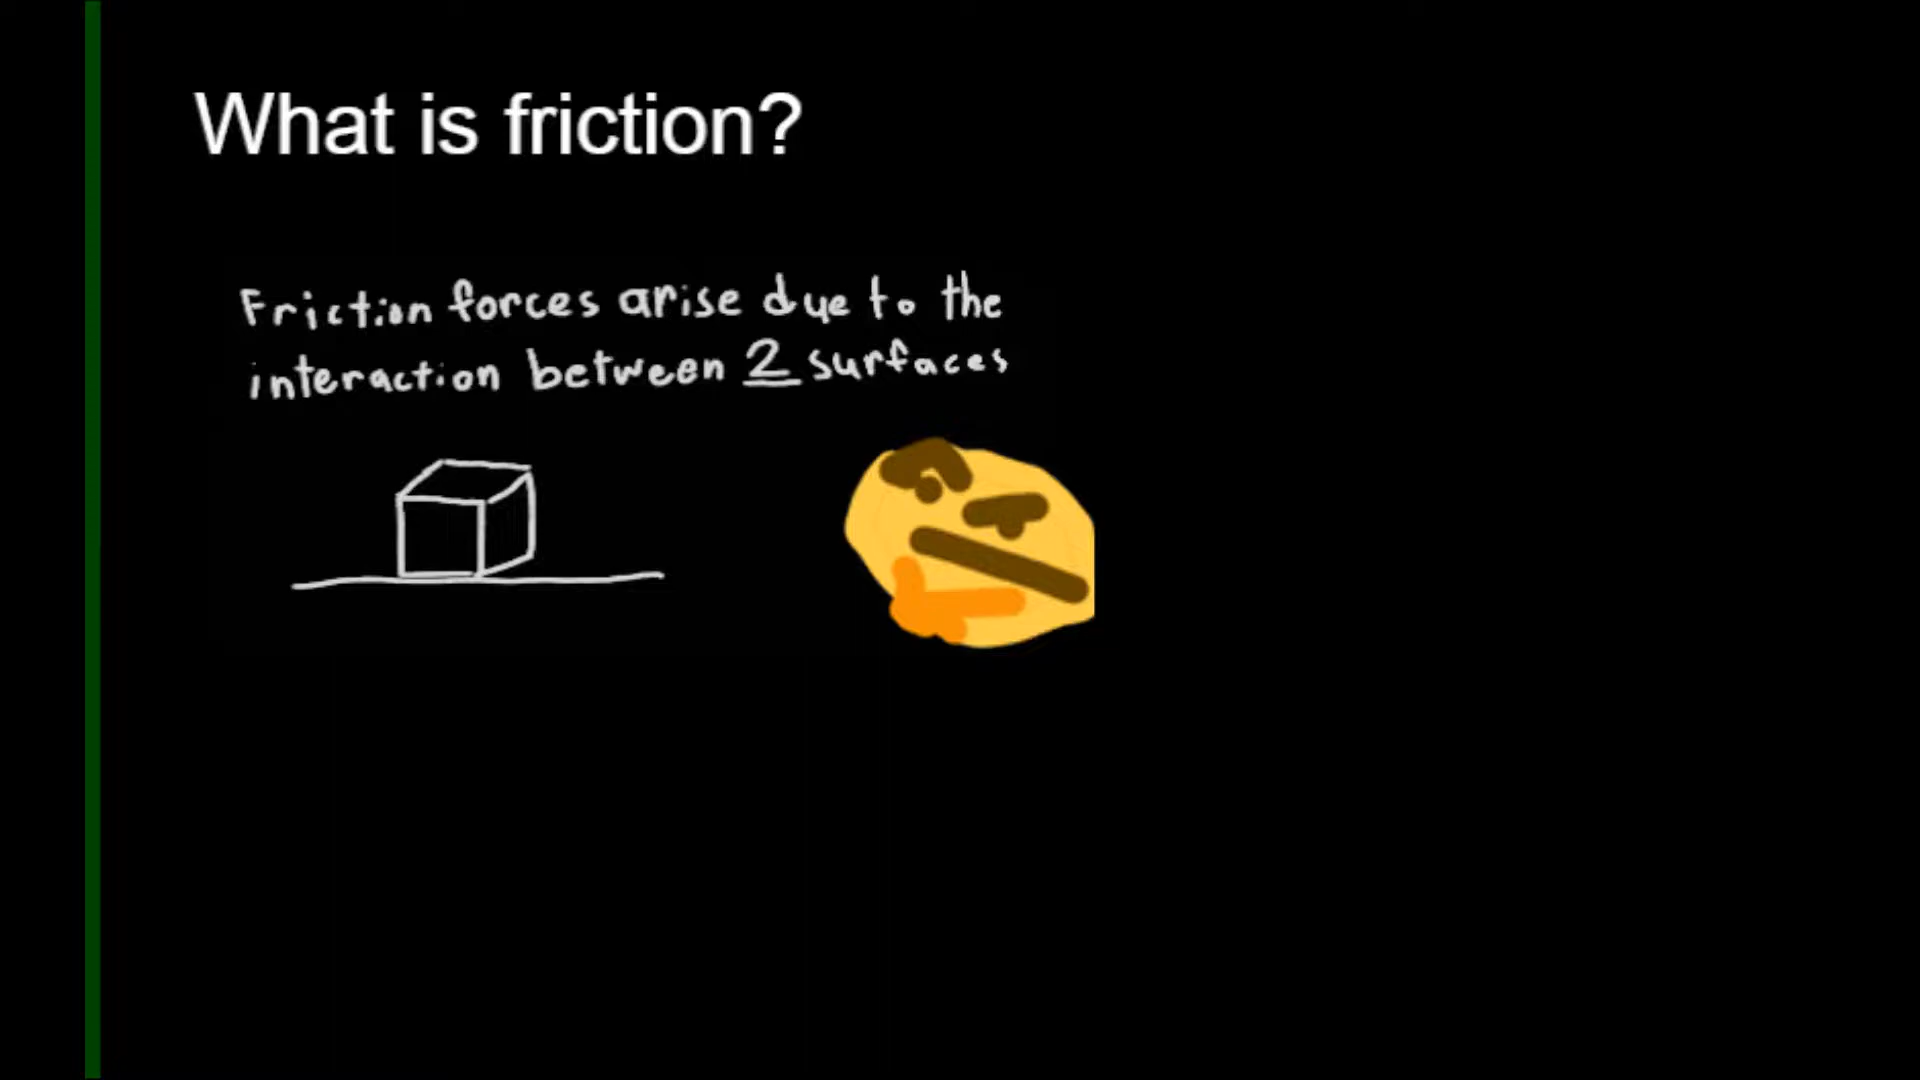 What is friction?
Friction forces arise due to the
interaction between 2 surfaces